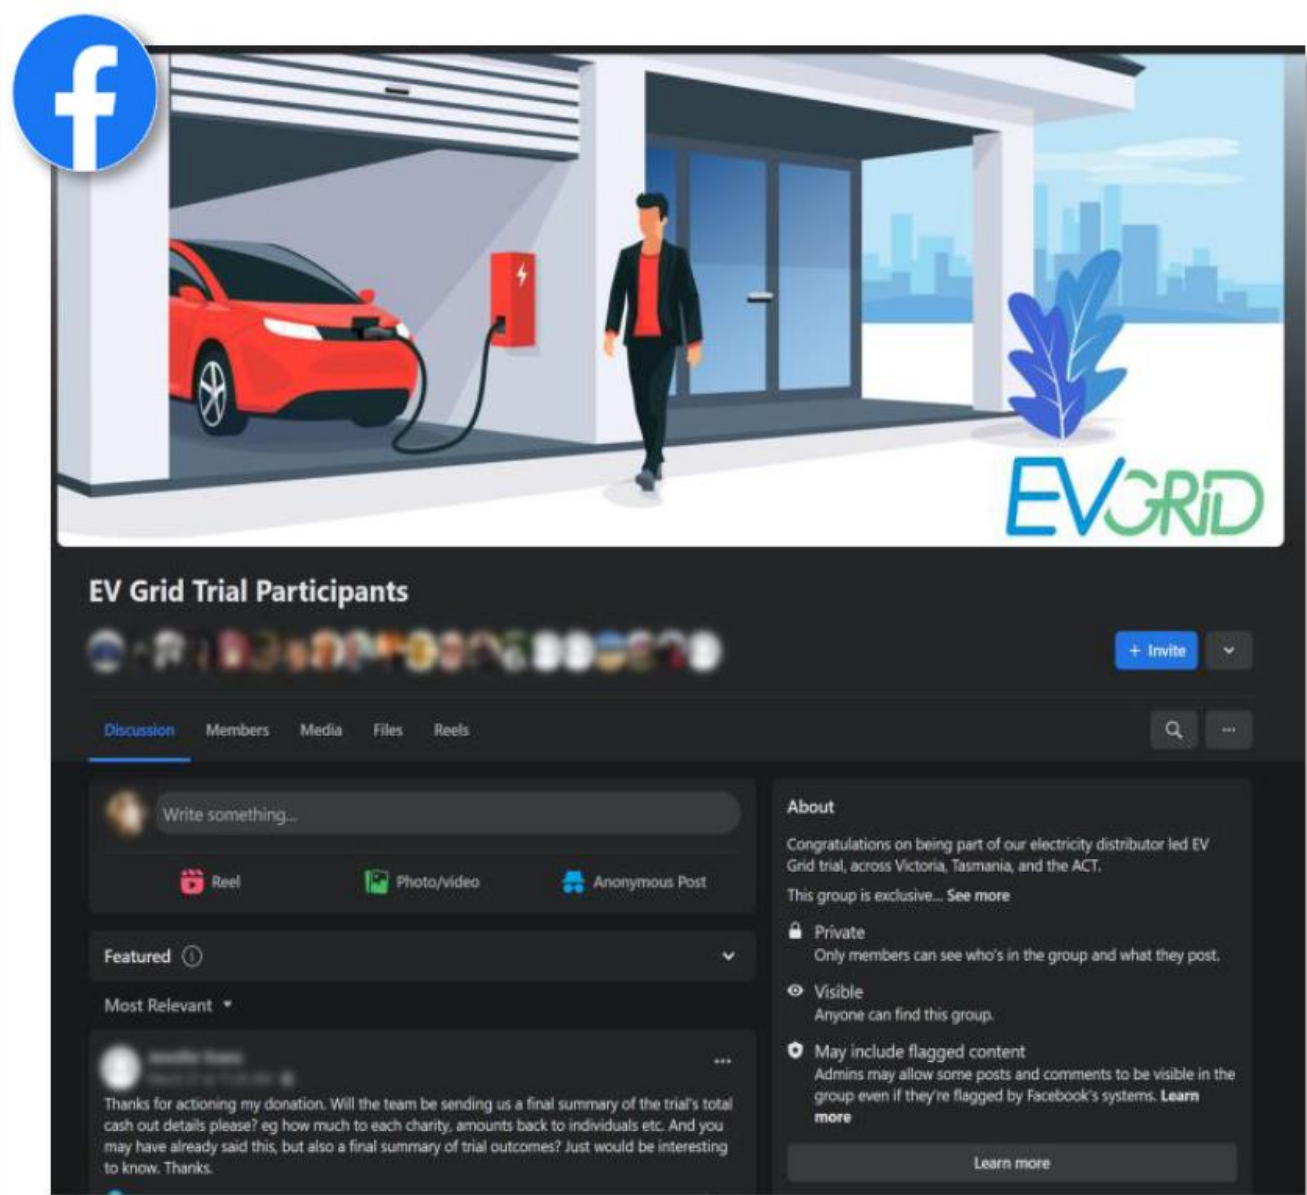 EVGRID
EV Grid Trial Participants
+ Invite
Discussion Members Media Files Reels
Write something...
Reel Photo/video Anonymous Post
Featured
Most Relevant
Thanks for actioning my donation. Will the team be sending us a final summary of the trial's total
cash out details please? eg how much to each charity, amounts back to individuals etc. And you
may have already said this, but also a final summary of trial outcomes? Just would be interesting
to know. Thanks.
About
Congratulations on being part of our electricity distributor led EV
Grid trial, across Victoria, Tasmania, and the ACT.
This group is exclusive... See more
Private
Only members can see who's in the group and what they post.
Visible
Anyone can find this group.
May include flagged content
Admins may allow some posts and comments to be visible in the
group even if they're flagged by Facebook's systems. Learn
more
Learn more